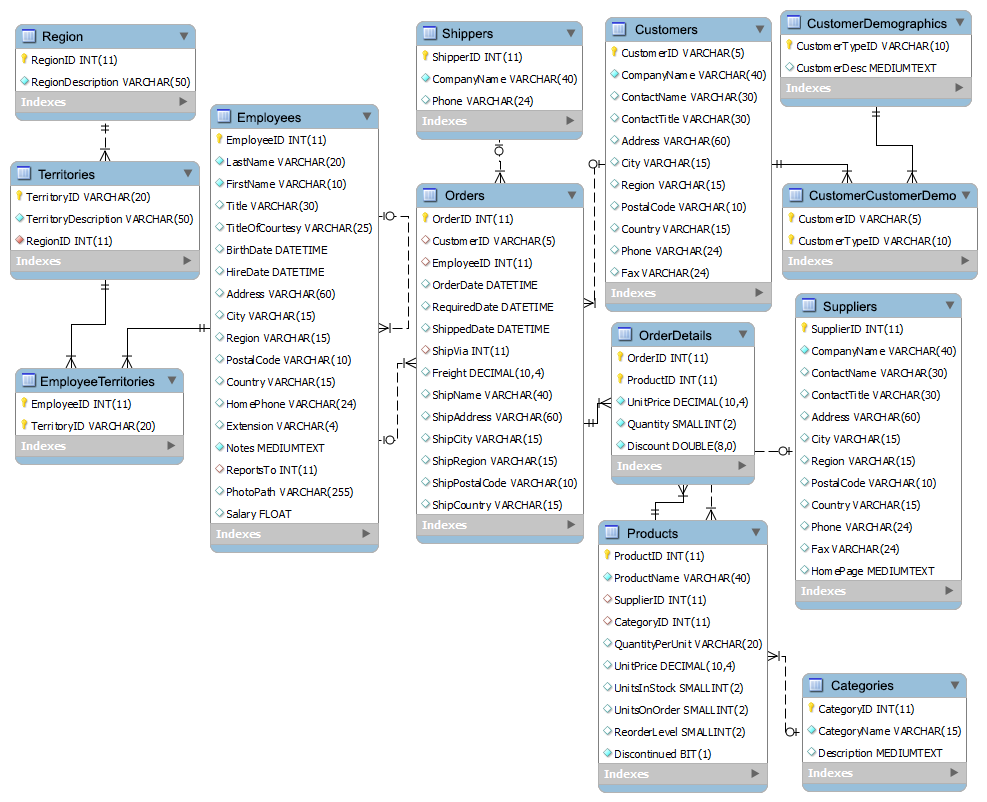 Region
RegionID INT(11)
RegionDescription VARCHAR(50)
Indexes
Territories
TerritoryID VARCHAR(20)
TerritoryDescription VARCHAR(50)
RegionID INT(11)
Indexes
EmployeeTerritories
EmployeeID INT(11)
TerritoryID VARCHAR(20)
Indexes
Employees
EmployeeID INT(11)
LastName VARCHAR(20)
FirstName VARCHAR(10)
Title VARCHAR(30)
TitleOfCourtesy VARCHAR(25)
BirthDate DATETIME
HireDate DATETIME
Address VARCHAR(60)
City VARCHAR(15)
Region VARCHAR(15)
PostalCode VARCHAR(10)
Country VARCHAR(15)
HomePhone VARCHAR(24)
Extension VARCHAR(4)
Notes MEDIUMTEXT
ReportsTo INT(11)
PhotoPath VARCHAR(255)
Salary FLOAT
Indexes
Shippers
ShipperID INT(11)
CompanyName VARCHAR(40)
Phone VARCHAR(24)
Indexes
Orders
OrderID INT(11)
CustomerID VARCHAR(5)
EmployeeID INT(11)
OrderDate DATETIME
RequiredDate DATETIME
ShippedDate DATETIME
ShipVia INT(11)
Freight DECIMAL(10,4)
ShipName VARCHAR(40)
ShipAddress VARCHAR(60)
ShipCity VARCHAR(15)
ShipRegion VARCHAR(15)
ShipPostalCode VARCHAR(10)
ShipCountry VARCHAR(15)
Indexes
Customers
CustomerID VARCHAR(5)
CompanyName VARCHAR(40)
ContactName VARCHAR(30)
ContactTitle VARCHAR(30)
Address VARCHAR(60)
City VARCHAR(15)
Region VARCHAR(15)
PostalCode VARCHAR(10)
Country VARCHAR(15)
Phone VARCHAR(24)
Fax VARCHAR(24)
Indexes
OrderDetails
OrderID INT(11)
ProductID INT(11)
UnitPrice DECIMAL(10,4)
Quantity SMALLINT(2)
Discount DOUBLE(8,0)
Indexes
Products
ProductID INT(11)
ProductName VARCHAR(40)
SupplierID INT(11)
CategoryID INT(11)
QuantityPerUnit VARCHAR(20)
UnitPrice DECIMAL(10,4)
UnitsInStock SMALLINT(2)
UnitsOnOrder SMALLINT(2)
ReorderLevel SMALLINT(2)
Discontinued BIT(1)
Indexes
CustomerDemographics
CustomerTypeID VARCHAR(10)
CustomerDesc MEDIUMTEXT
Indexes
CustomerCustomerDemo
CustomerID VARCHAR(5)
CustomerTypeID VARCHAR(10)
Indexes
Suppliers
SupplierID INT(11)
CompanyName VARCHAR(40)
ContactName VARCHAR(30)
ContactTitle VARCHAR(30)
Address VARCHAR(60)
City VARCHAR(15)
Region VARCHAR(15)
PostalCode VARCHAR(10)
Country VARCHAR(15)
Phone VARCHAR(24)
Fax VARCHAR(24)
HomePage MEDIUMTEXT
Indexes
Categories
CategoryID INT(11)
CategoryName VARCHAR(15)
Description MEDIUMTEXT
Indexes